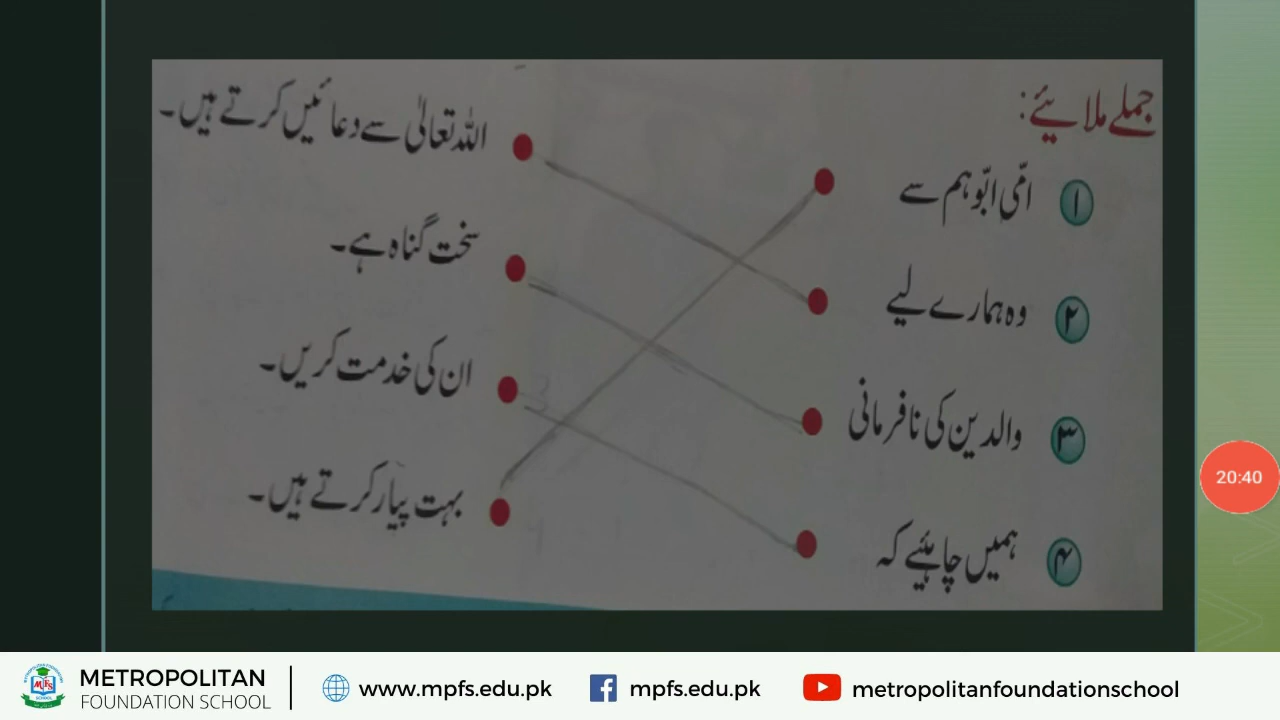 جملے ملائیے:
۱ امّی ابّو ہم سے
اللہ تعالیٰ سے دعائیں کرتے ہیں۔
۲ وہ ہمارے لیے
سخت گناہ ہے۔
۳ والدین کی نافرمانی
ان کی خدمت کریں۔
۴ ہمیں چاہئیے کہ
بہت پیار کرتے ہیں۔
20:40
MPFS
METROPOLITAN
FOUNDATION SCHOOL
www.mpfs.edu.pk
mpfs.edu.pk
metropolitanfoundationschool